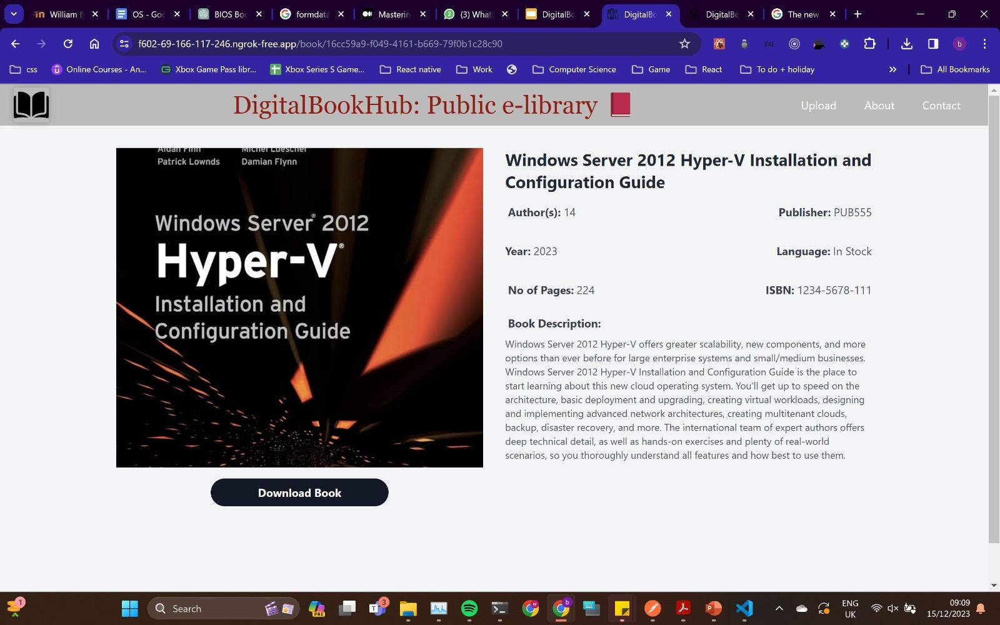 William B
OS - Goo
BIOS Boo
formdata
Masterin
(3) Whats
DigitalBo
DigitalBo
DigitalBo
The new
f602-69-166-117-246.ngrok-free.app/book/16cc59a9-f049-4161-b669-79f0b1c28c90
b
css
Online Courses - An...
Xbox Game Pass libr...
Xbox Series S Game...
React native
Work
Computer Science
Game
React
To do + holiday
»
All Bookmarks
DigitalBookHub: Public e-library
Upload
About
Contact
Aidan Finn
Michel Luescher
Patrick Lownds
Damian Flynn
Windows Server® 2012
Hyper-V®
Installation and
Configuration Guide
Download Book
Windows Server 2012 Hyper-V Installation and
Configuration Guide
Author(s): 14
Publisher: PUB555
Year: 2023
Language: In Stock
No of Pages: 224
ISBN: 1234-5678-111
Book Description:
Windows Server 2012 Hyper-V offers greater scalability, new components, and more
options than ever before for large enterprise systems and small/medium businesses.
Windows Server 2012 Hyper-V Installation and Configuration Guide is the place to
start learning about this new cloud operating system. You'll get up to speed on the
architecture, basic deployment and upgrading, creating virtual workloads, designing
and implementing advanced network architectures, creating multitenant clouds,
backup, disaster recovery, and more. The international team of expert authors offers
deep technical detail, as well as hands-on exercises and plenty of real-world
scenarios, so you thoroughly understand all features and how best to use them.
1
Search
PRE
3
ENG
UK
09:09
15/12/2023